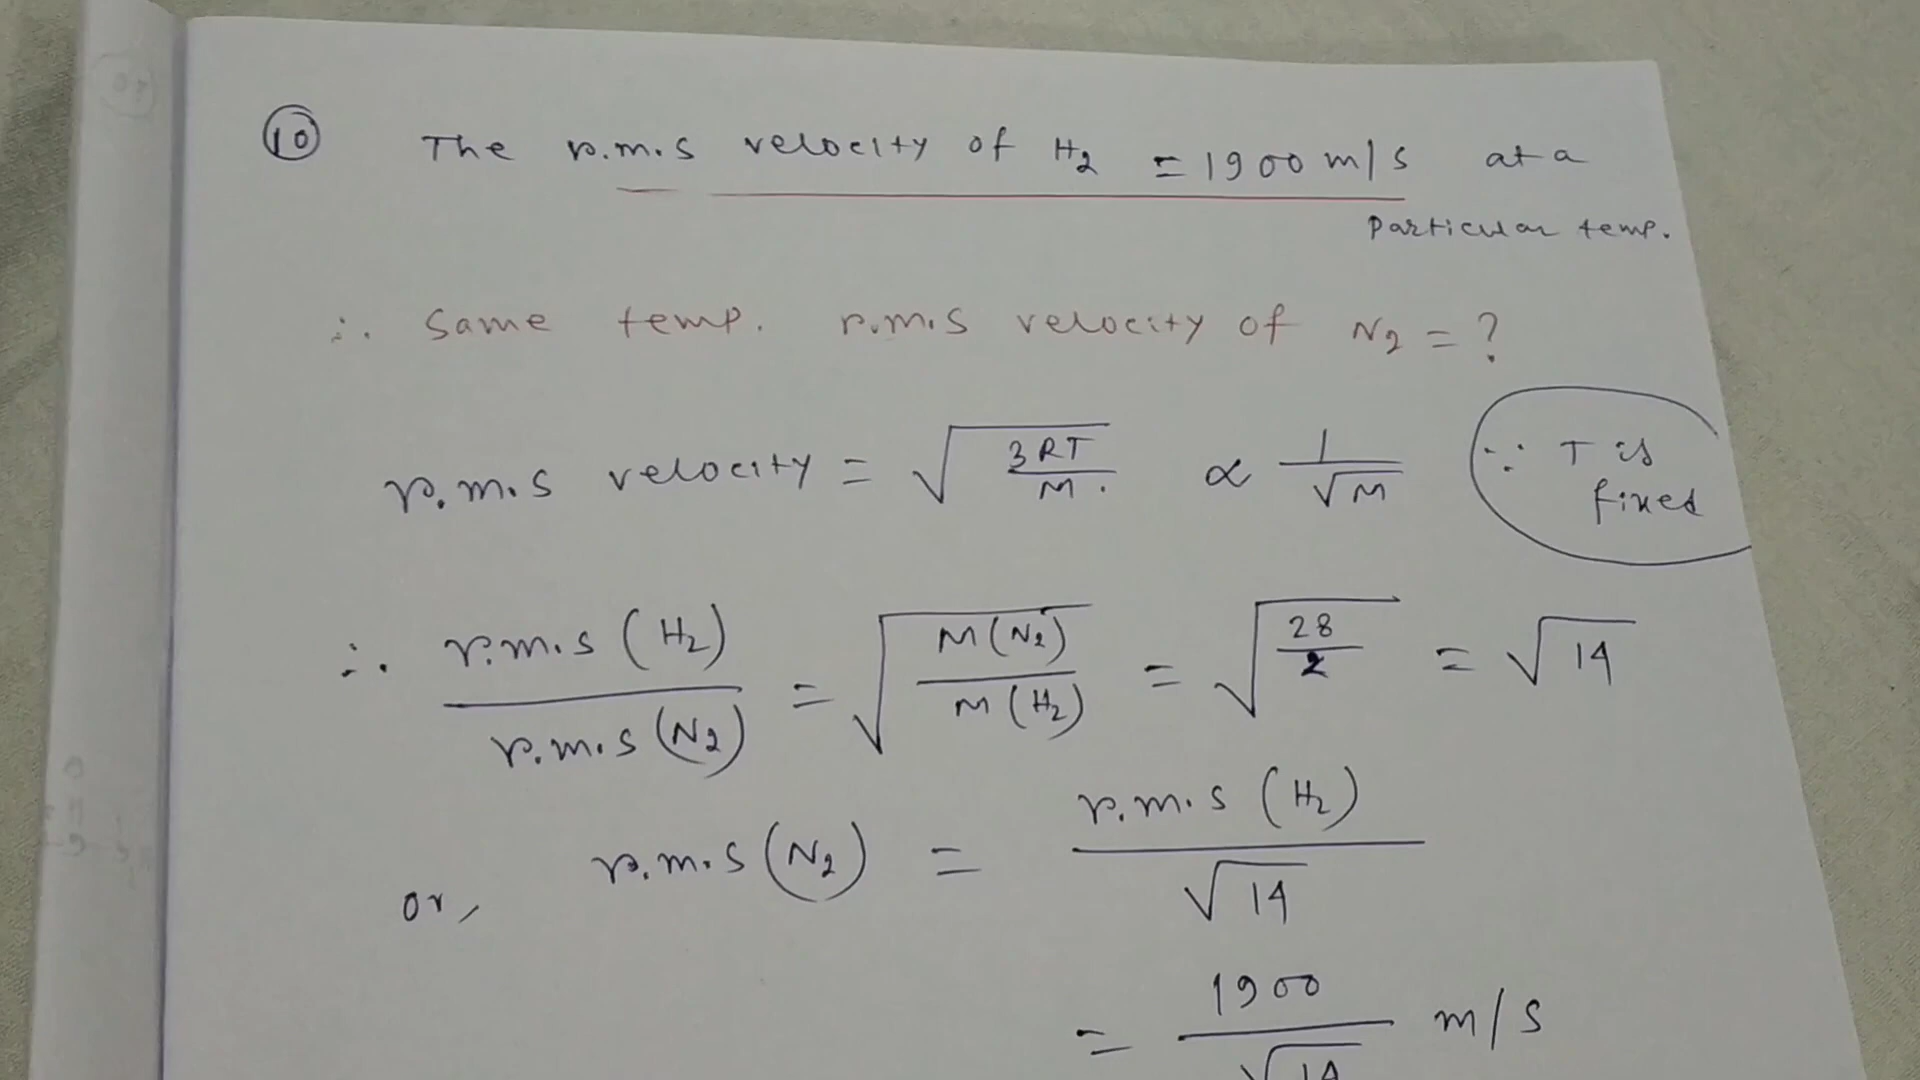 10 The r.m.s velocity of H2 = 1900 m/s at a
Particular temp.
∴ Same temp. r.m.s velocity of N2 = ?
r.m.s velocity = √(3RT/M.) ∝ 1/√M ∵ T is
fixed
∴ r.m.s (H2) / r.m.s (N2) = √(M(N2)/M(H2)) = √(28/2) = √14
or, r.m.s (N2) = r.m.s (H2) / √14
= 1900/√14 m/s